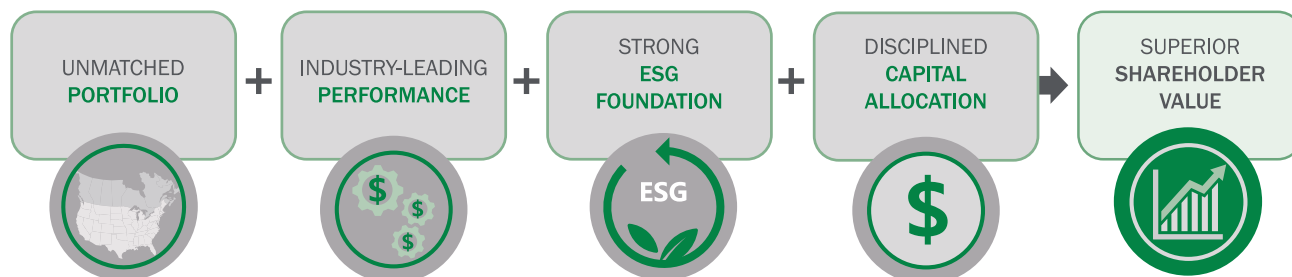 UNMATCHED
PORTFOLIO
+
INDUSTRY-LEADING
PERFORMANCE
+
STRONG
ESG
FOUNDATION
+
DISCIPLINED
CAPITAL
ALLOCATION
SUPERIOR
SHAREHOLDER
VALUE
$
$
$
ESG
$